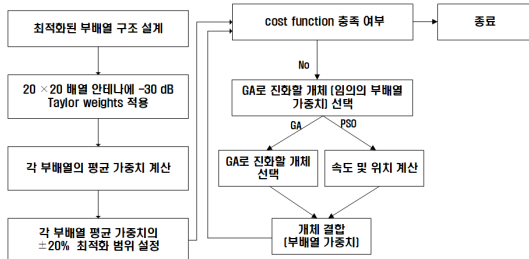 최적화된 부배열 구조 설계
20 ×20 배열 안테나에 -30 dB
Taylor weights 적용
각 부배열의 평균 가중치 계산
각 부배열 평균 가중치의
±20% 최적화 범위 설정
cost function 충족 여부
종료
No
GA로 진화할 개체 (임의의 부배열
가중치) 선택
GA
PSO
GA로 진화할 개체
선택
속도 및 위치 계산
개체 결합
(부배열 가중치)